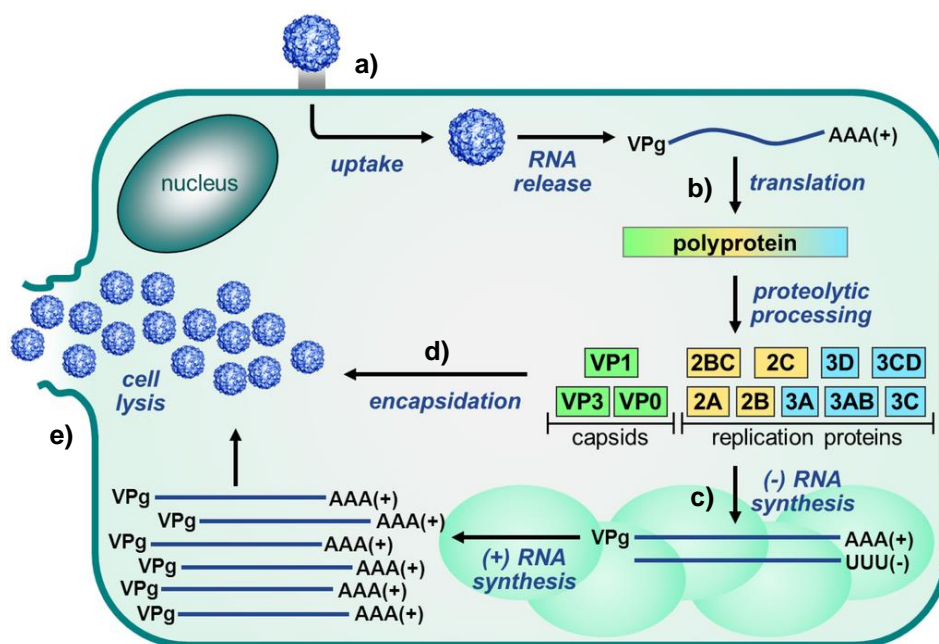 a)
VPg
AAA(+)
uptake
RNA
release
nucleus
b)
translation
polyprotein
proteolytic
processing
d)
VP1
2BC
2C
3D
3CD
cell
lysis
encapsidation
VP3
VP0
2A
2B
3A
3AB
3C
capsids
replication proteins
e)
c)
(-) RNA
synthesis
VPg
AAA(+)
VPg
AAA(+)
VPg
AAA(+)
UUU(-)
VPg
AAA(+)
(+) RNA
synthesis
VPg
AAA(+)
VPg
AAA(+)
VPg
AAA(+)